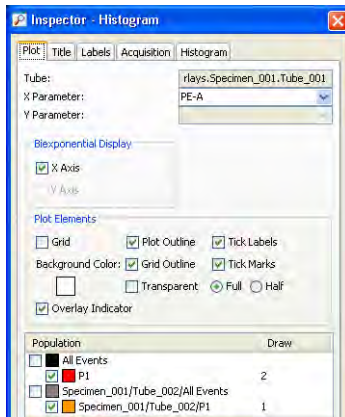 Inspector - Histogram
Plot Title Labels Acquisition Histogram
Tube: rlays.Specimen_001.Tube_001
X Parameter: PE-A
Y Parameter:
Biexponential Display
X Axis
Y Axis
Plot Elements
Grid Plot Outline Tick Labels
Background Color: Grid Outline Tick Marks
Transparent Full Half
Overlay Indicator
Population Draw
All Events
P1 2
Specimen_001/Tube_002/All Events
Specimen_001/Tube_002/P1 1